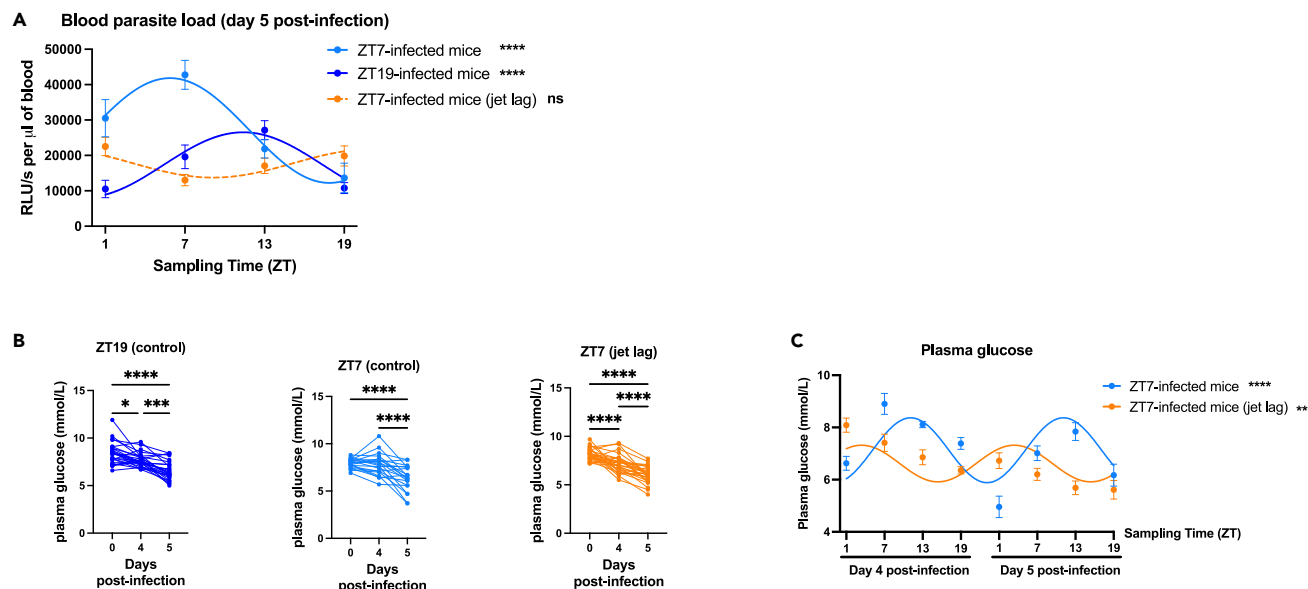 A Blood parasite load (day 5 post-infection)
ZT7-infected mice ****
ZT19-infected mice ****
ZT7-infected mice (jet lag) ns
RLU/s per μl of blood
50000
40000
30000
20000
10000
0
1 7 13 19
Sampling Time (ZT)
B
ZT19 (control)
plasma glucose (mmol/L)
15
10
5
0
****
* ***
0 4 5
Days
post-infection
ZT7 (control)
plasma glucose (mmol/L)
15
10
5
0
****
****
0 4 5
Days
post-infection
ZT7 (jet lag)
plasma glucose (mmol/L)
15
10
5
0
****
****
****
0 4 5
Days
post-infection
C
Plasma glucose
ZT7-infected mice ****
ZT7-infected mice (jet lag) **
Plasma glucose (mmol/L)
10
8
6
4
1 7 13 19 1 7 13 19
Sampling Time (ZT)
Day 4 post-infection Day 5 post-infection